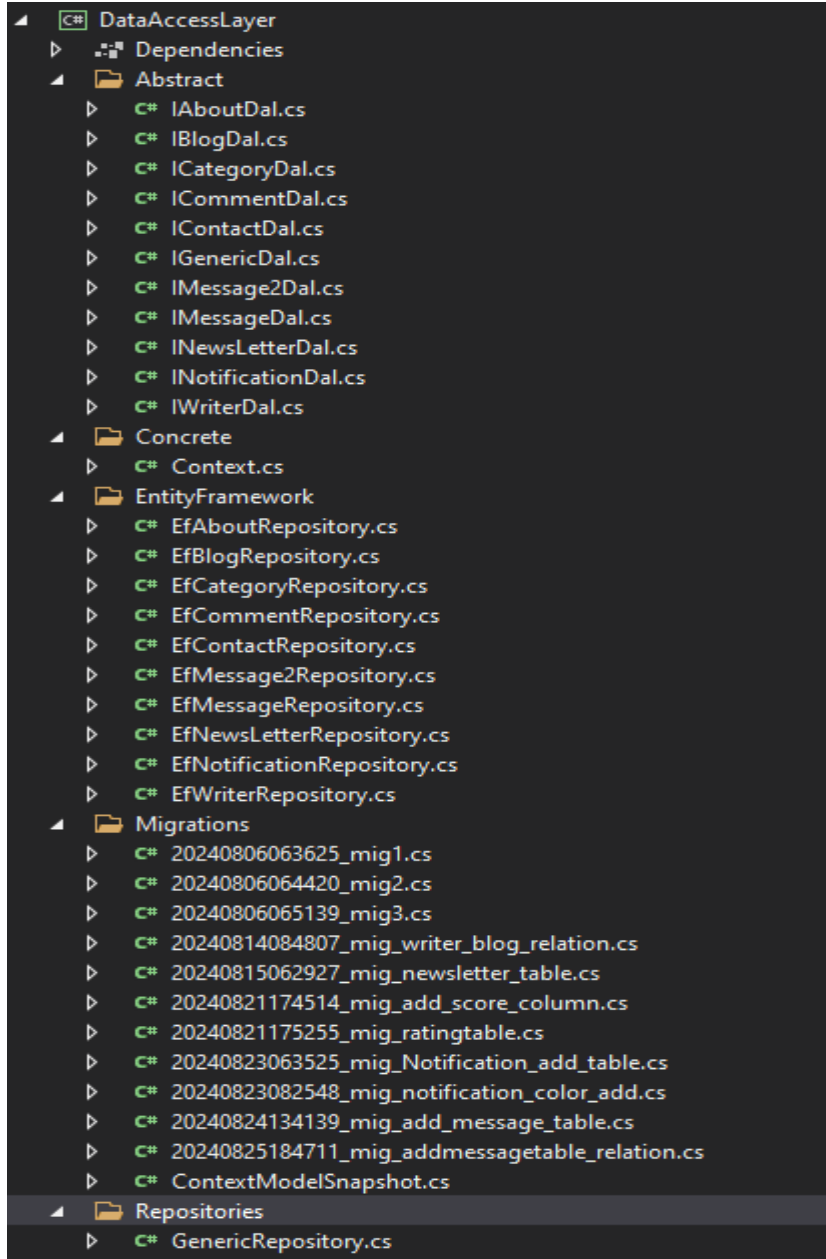 C# DataAccessLayer
Dependencies
Abstract
C# IAboutDal.cs
C# IBlogDal.cs
C# ICategoryDal.cs
C# ICommentDal.cs
C# IContactDal.cs
C# IGenericDal.cs
C# IMessage2Dal.cs
C# IMessageDal.cs
C# INewsLetterDal.cs
C# INotificationDal.cs
C# IWriterDal.cs
Concrete
C# Context.cs
EntityFramework
C# EfAboutRepository.cs
C# EfBlogRepository.cs
C# EfCategoryRepository.cs
C# EfCommentRepository.cs
C# EfContactRepository.cs
C# EfMessage2Repository.cs
C# EfMessageRepository.cs
C# EfNewsLetterRepository.cs
C# EfNotificationRepository.cs
C# EfWriterRepository.cs
Migrations
C# 20240806063625_mig1.cs
C# 20240806064420_mig2.cs
C# 20240806065139_mig3.cs
C# 20240814084807_mig_writer_blog_relation.cs
C# 20240815062927_mig_newsletter_table.cs
C# 20240821174514_mig_add_score_column.cs
C# 20240821175255_mig_ratingtable.cs
C# 20240823063525_mig_Notification_add_table.cs
C# 20240823082548_mig_notification_color_add.cs
C# 20240824134139_mig_add_message_table.cs
C# 20240825184711_mig_addmessagetable_relation.cs
C# ContextModelSnapshot.cs
Repositories
C# GenericRepository.cs